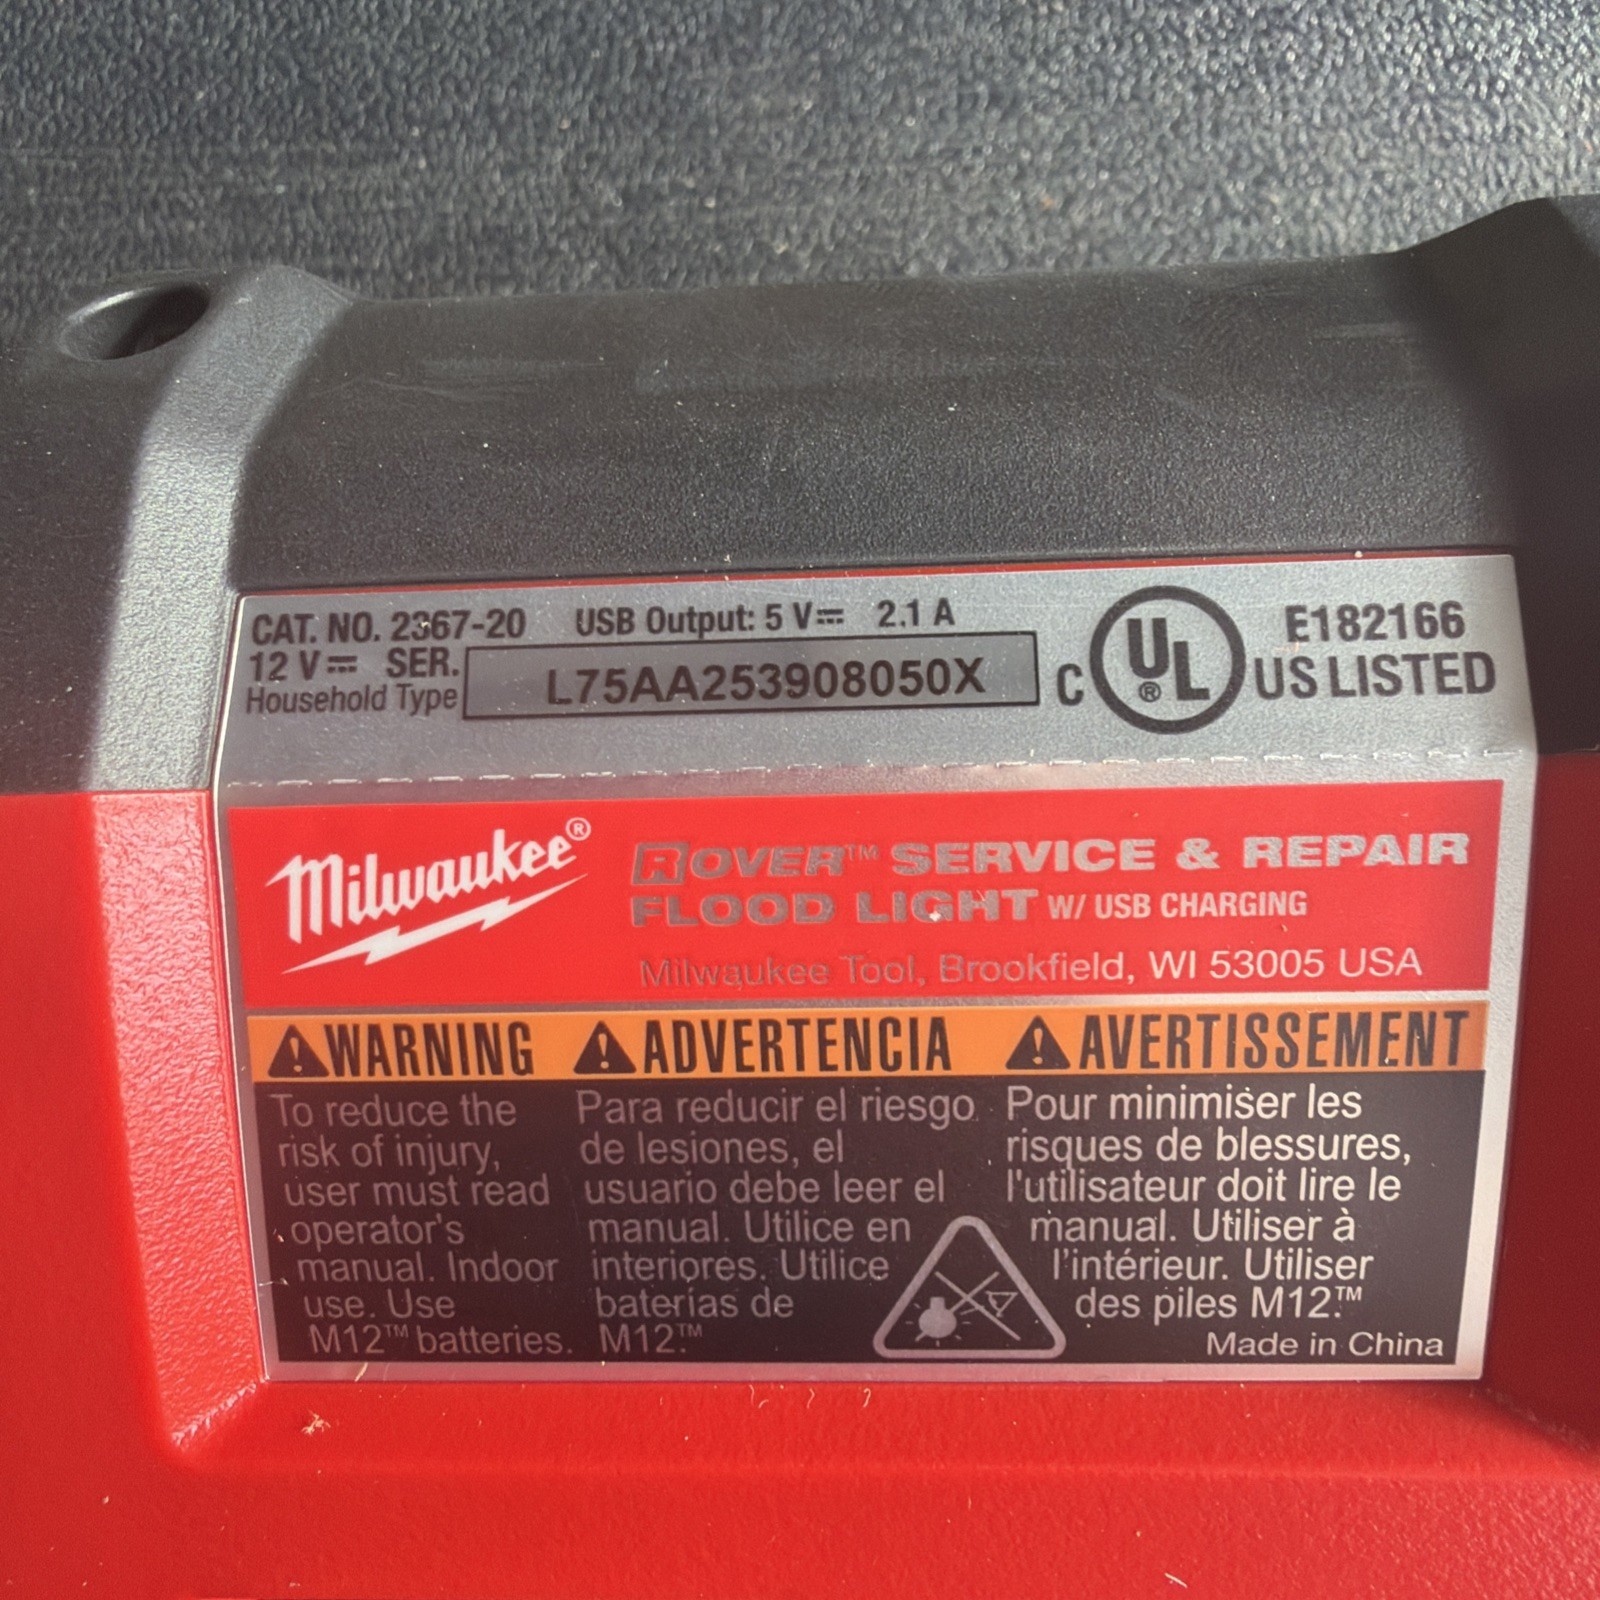 CAT. NO. 2367-20 USB Output: 5 V⎓ 2.1 A
12 V⎓ SER. L75AA253908050X
Household Type
C UL® US LISTED
E182166
Milwaukee®
ROVER™ SERVICE & REPAIR
FLOOD LIGHT W/ USB CHARGING
Milwaukee Tool, Brookfield, WI 53005 USA
WARNING
To reduce the
risk of injury,
user must read
operator's
manual. Indoor
use. Use
M12™ batteries.
ADVERTENCIA
Para reducir el riesgo
de lesiones, el
usuario debe leer el
manual. Utilice en
interiores. Utilice
baterías de
M12.™
AVERTISSEMENT
Pour minimiser les
risques de blessures,
l'utilisateur doit lire le
manual. Utiliser à
l'intérieur. Utiliser
des piles M12.™
Made in China